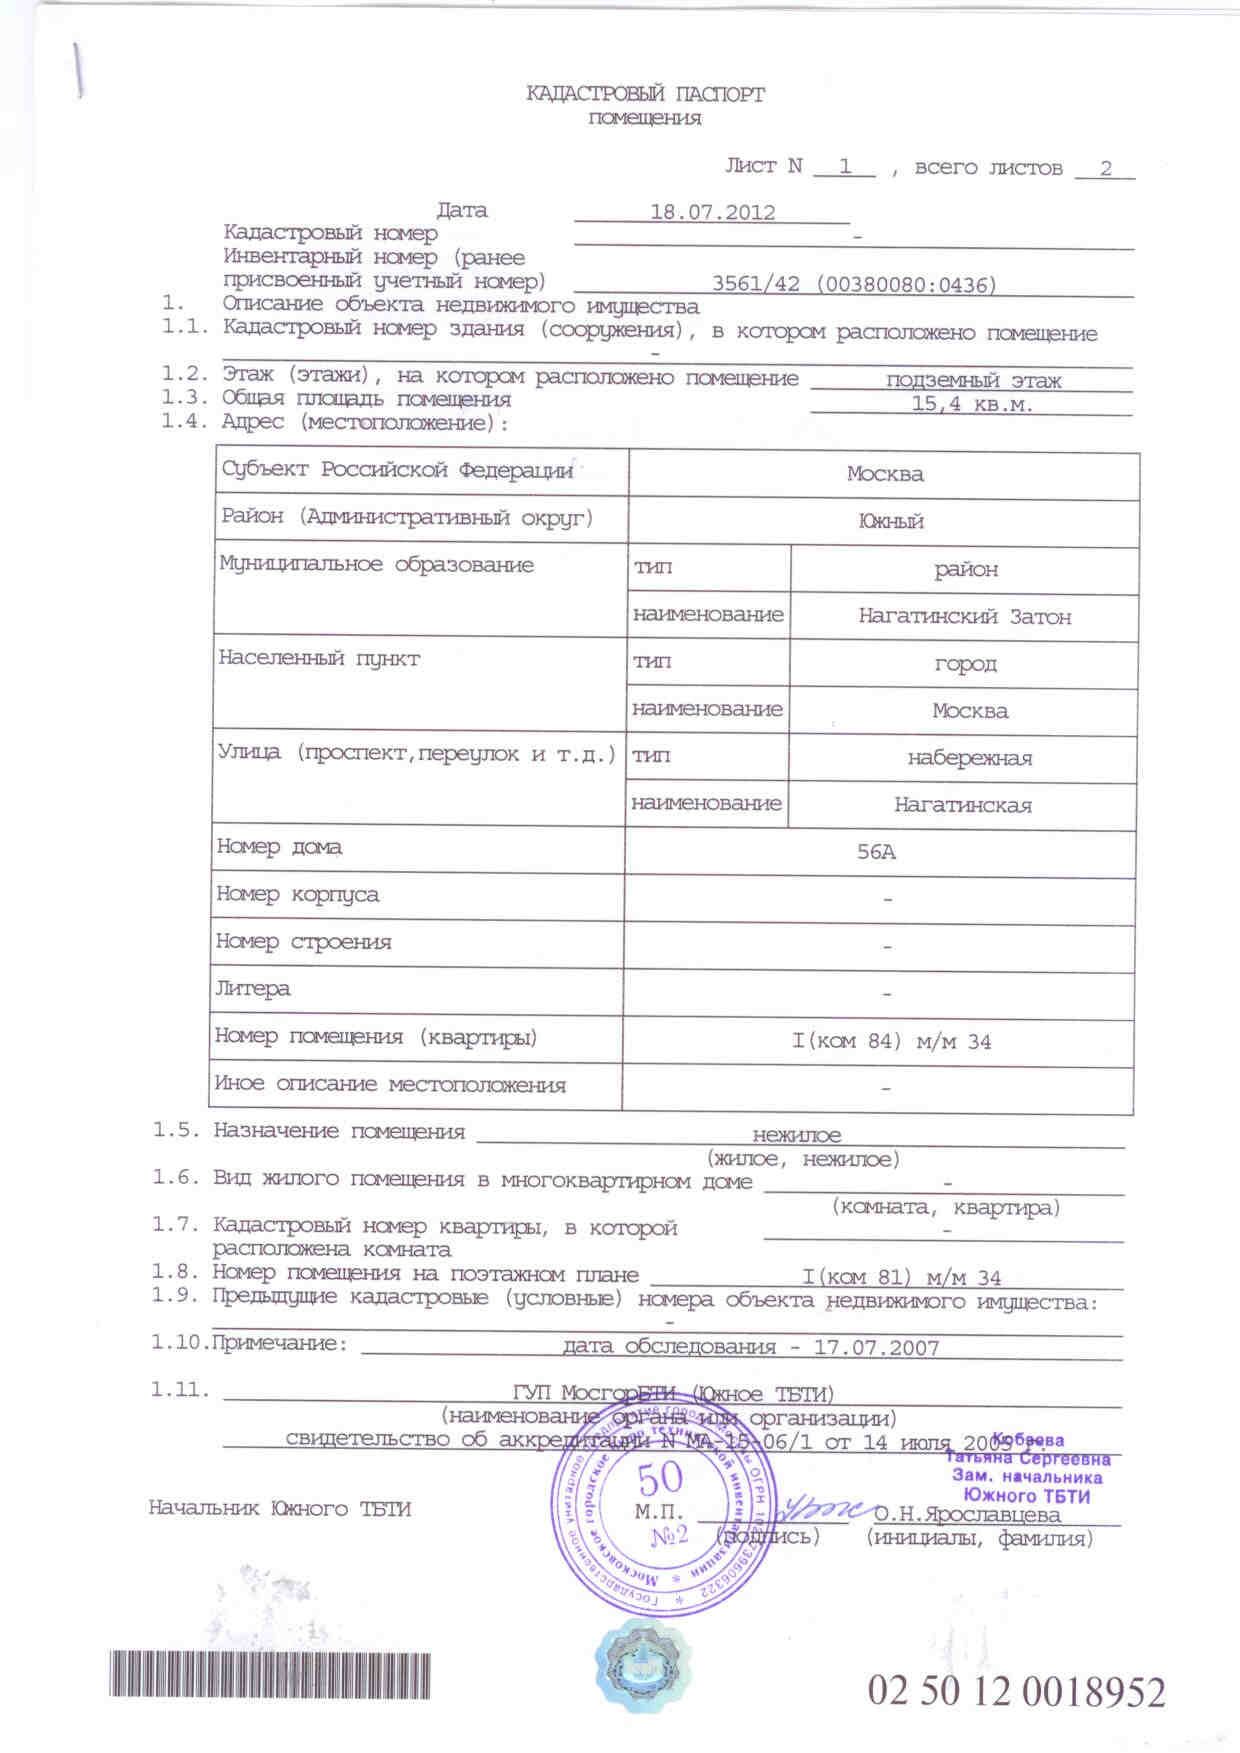 КАДАСТРОВЫЙ ПАСПОРТ
помещения
Лист N 1 , всего листов 2
Дата 18.07.2012
Кадастровый номер -
Инвентарный номер (ранее
присвоенный учетный номер) 3561/42 (00380080:0436)
1. Описание объекта недвижимого имущества
1.1. Кадастровый номер здания (сооружения), в котором расположено помещение
-
1.2. Этаж (этажи), на котором расположено помещение подземный этаж
1.3. Общая площадь помещения 15,4 кв.м.
1.4. Адрес (местоположение):
Субъект Российской Федерации Москва
Район (Административный округ) Южный
Муниципальное образование тип район
наименование Нагатинский Затон
Населенный пункт тип город
наименование Москва
Улица (проспект,переулок и т.д.) тип набережная
наименование Нагатинская
Номер дома 56А
Номер корпуса -
Номер строения -
Литера -
Номер помещения (квартиры) I(ком 84) м/м 34
Иное описание местоположения -
1.5. Назначение помещения нежилое
(жилое, нежилое)
1.6. Вид жилого помещения в многоквартирном доме -
(комната, квартира)
1.7. Кадастровый номер квартиры, в которой -
расположена комната
1.8. Номер помещения на поэтажном плане I(ком 81) м/м 34
1.9. Предыдущие кадастровые (условные) номера объекта недвижимого имущества:
-
1.10.Примечание: дата обследования - 17.07.2007
1.11. ГУП МосгорБТИ (Южное ТБТИ)
(наименование органа или организации)
свидетельство об аккредитации N МА-15-06/1 от 14 июля 2005 г.
Кобаева
Татьяна Сергеевна
Зам. начальника
Южного ТБТИ
Начальник Южного ТБТИ М.П. О.Н.Ярославцева
(подпись) (инициалы, фамилия)
50
№2
Московское городское бюро технической инвентаризации *
02 50 12 0018952